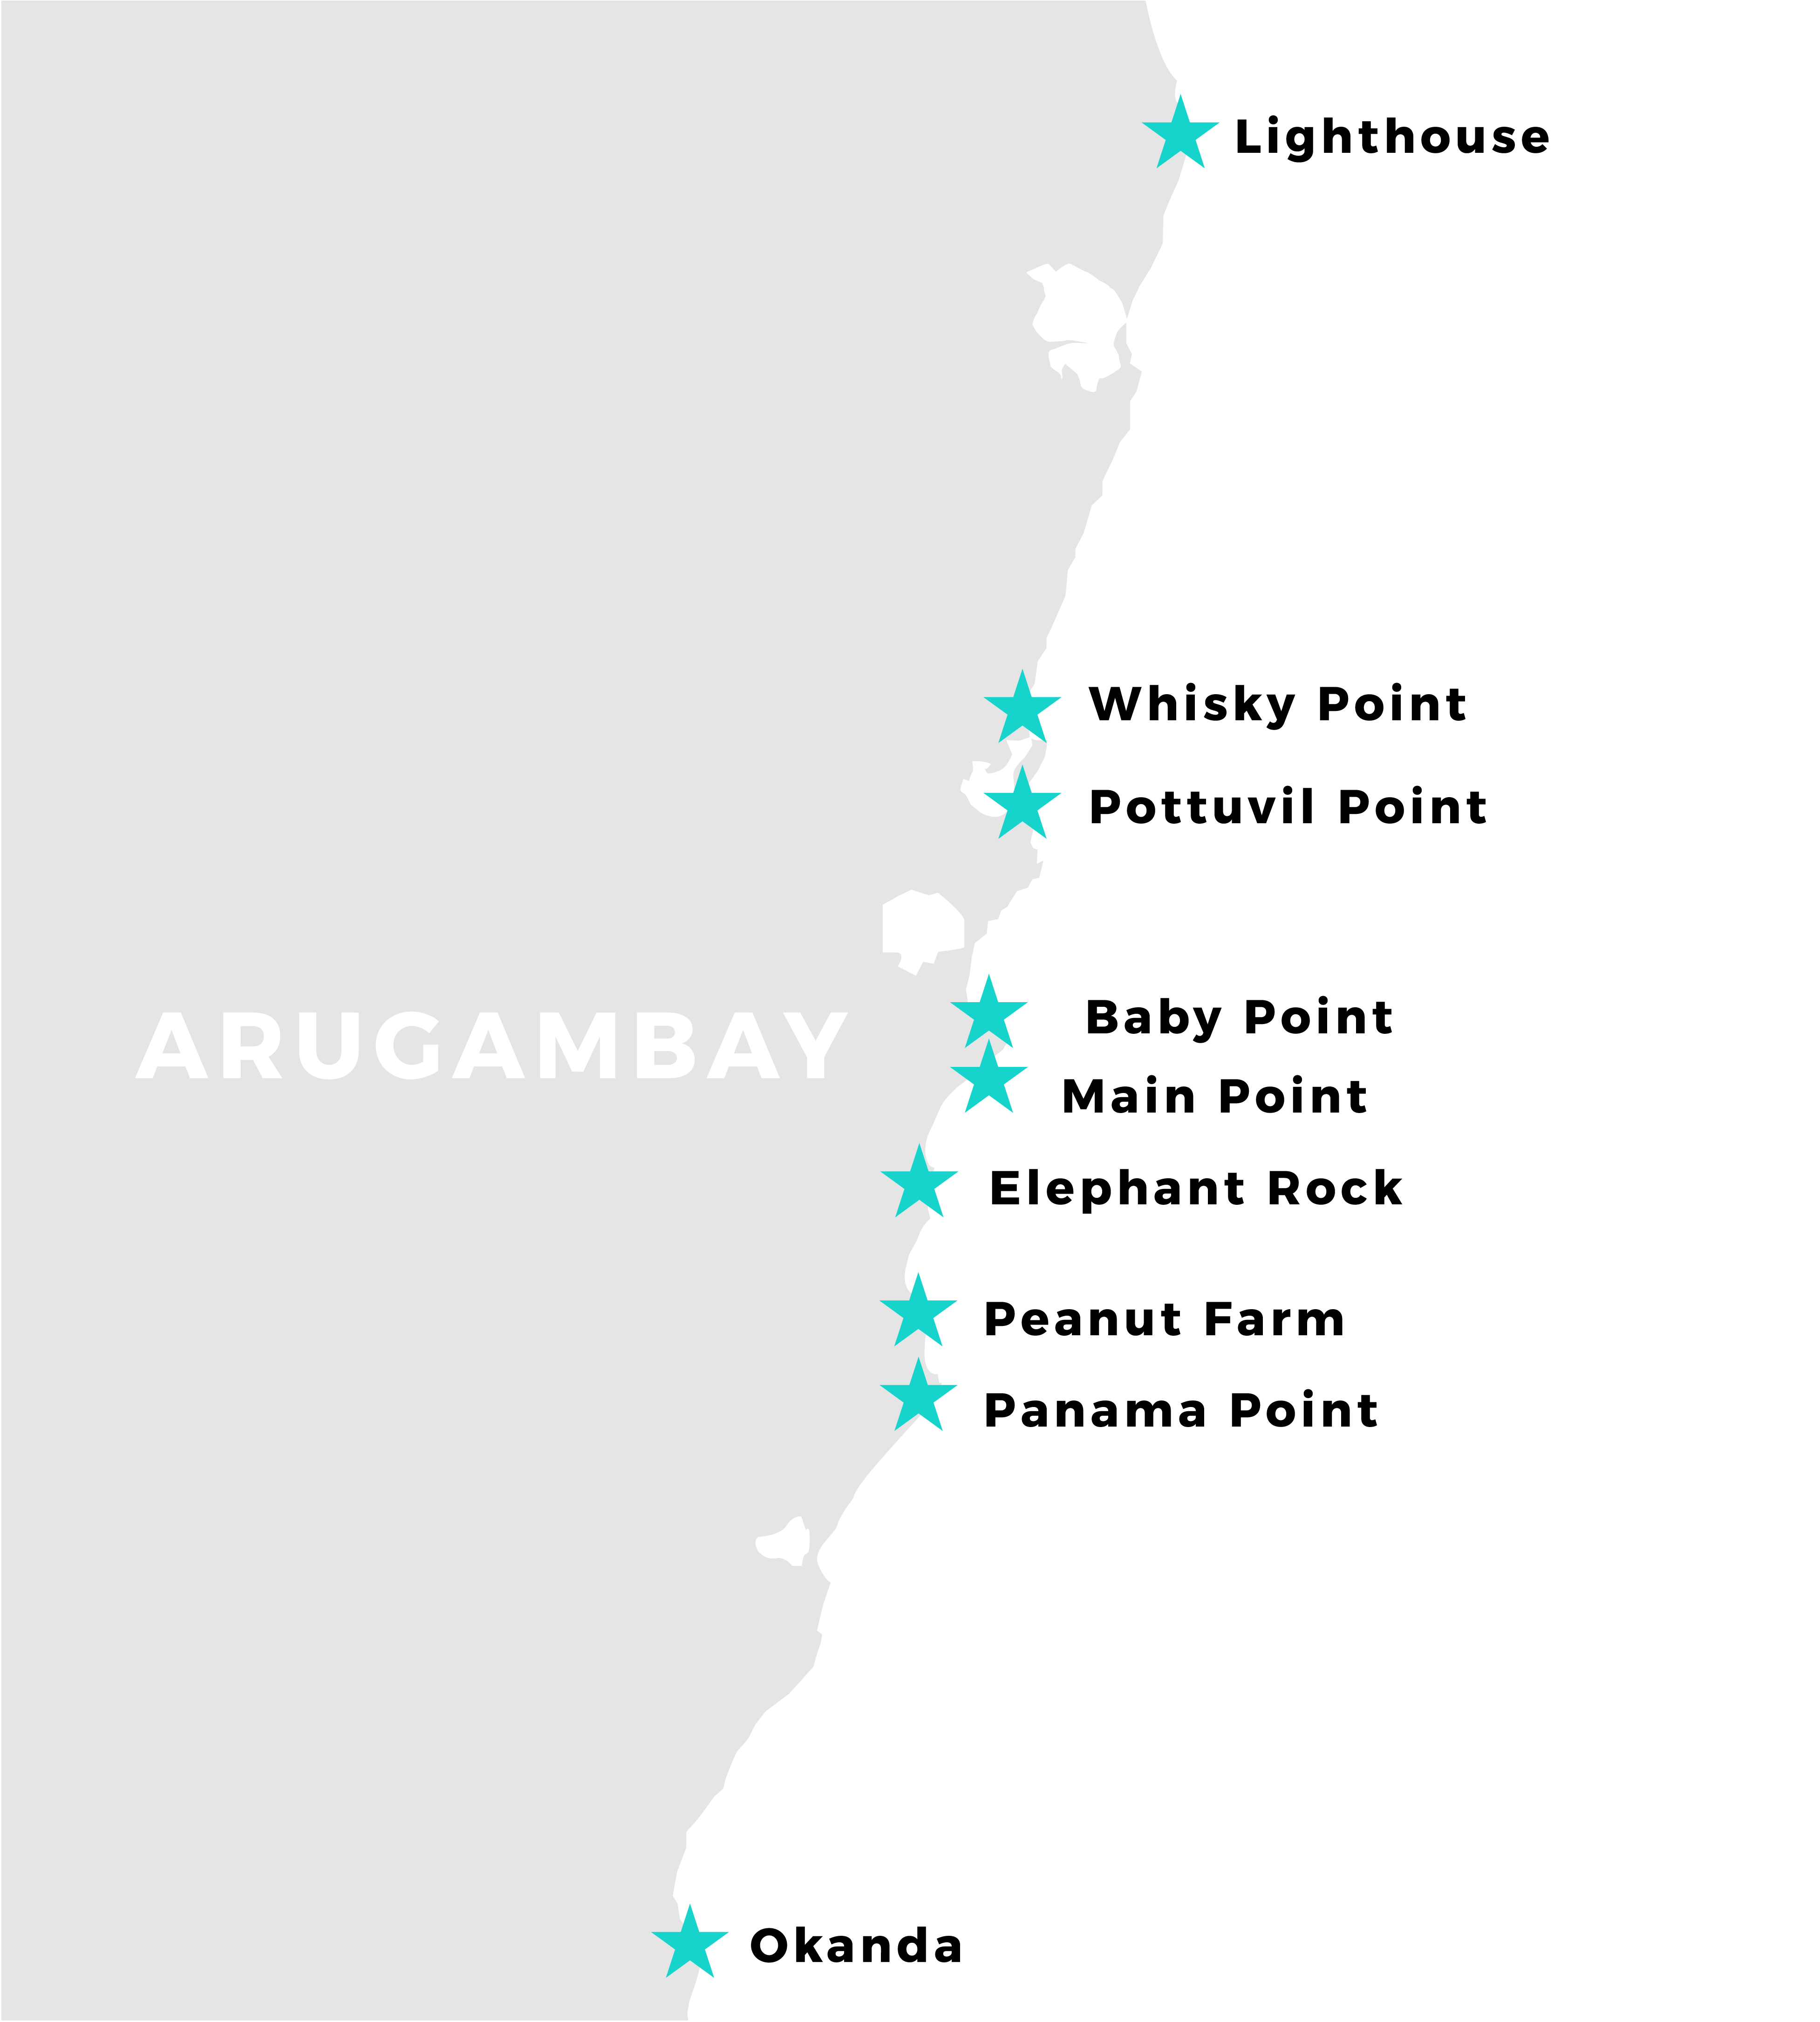 Lighthouse
Whisky Point
Pottuvil Point
Baby Point
ARUGAMBAY
Main Point
Elephant Rock
Peanut Farm
Panama Point
Okanda